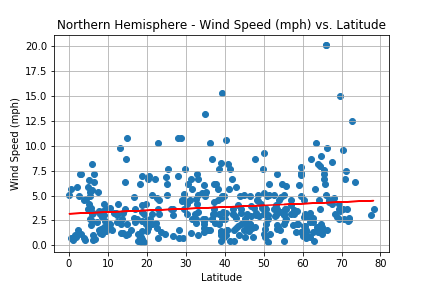 Northern Hemisphere - Wind Speed (mph) vs. Latitude
20.0
17.5
15.0
12.5
10.0
7.5
5.0
2.5
0.0
Wind Speed (mph)
0 10 20 30 40 50 60 70 80
Latitude